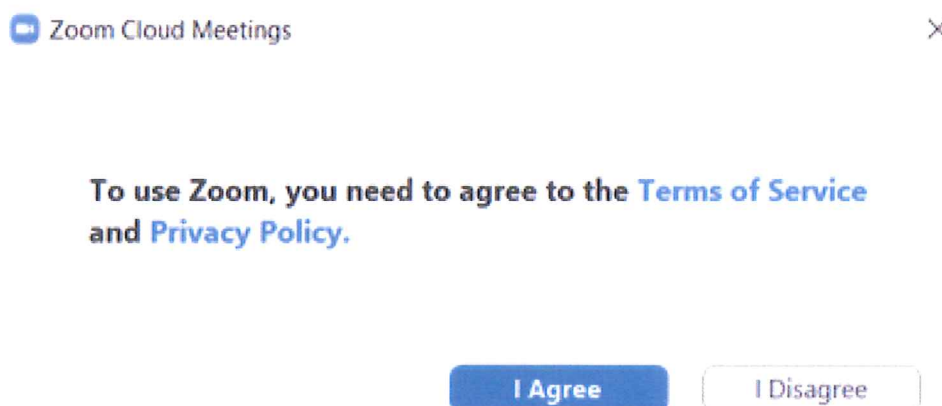 Zoom Cloud Meetings
To use Zoom, you need to agree to the Terms of Service
and Privacy Policy.
I Agree
I Disagree